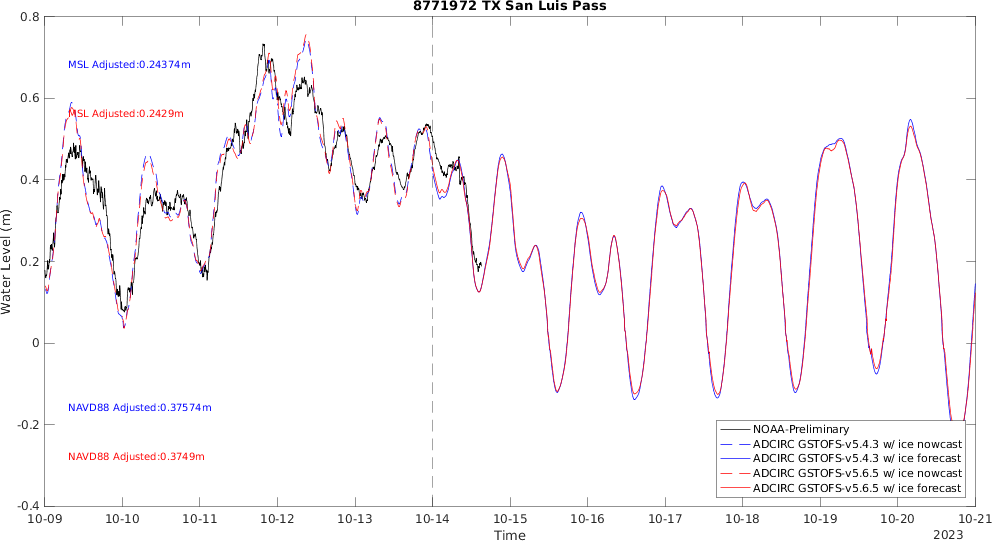 8771972 TX San Luis Pass
Water Level (m)
0.8
0.6
0.4
0.2
0
-0.2
-0.4
MSL Adjusted:0.24374m
MSL Adjusted:0.2429m
NAVD88 Adjusted:0.37574m
NAVD88 Adjusted:0.3749m
NOAA-Preliminary
ADCIRC GSTOFS-v5.4.3 w/ ice nowcast
ADCIRC GSTOFS-v5.4.3 w/ ice forecast
ADCIRC GSTOFS-v5.6.5 w/ ice nowcast
ADCIRC GSTOFS-v5.6.5 w/ ice forecast
10-09 10-10 10-11 10-12 10-13 10-14 10-15 10-16 10-17 10-18 10-19 10-20 10-21
Time
2023